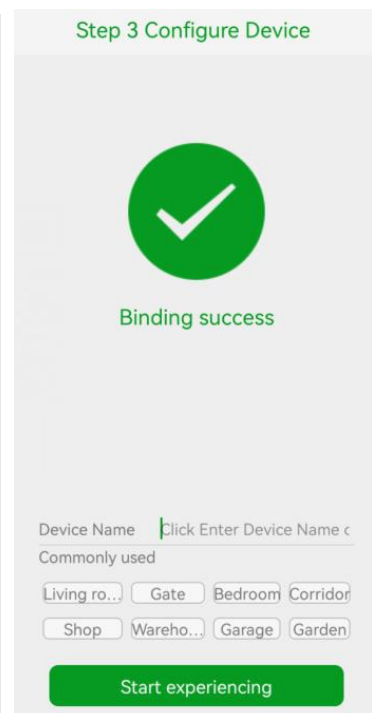 Step 3 Configure Device
Binding success
Device Name Click Enter Device Name c
Commonly used
Living ro... Gate Bedroom Corridor
Shop Wareho... Garage Garden
Start experiencing